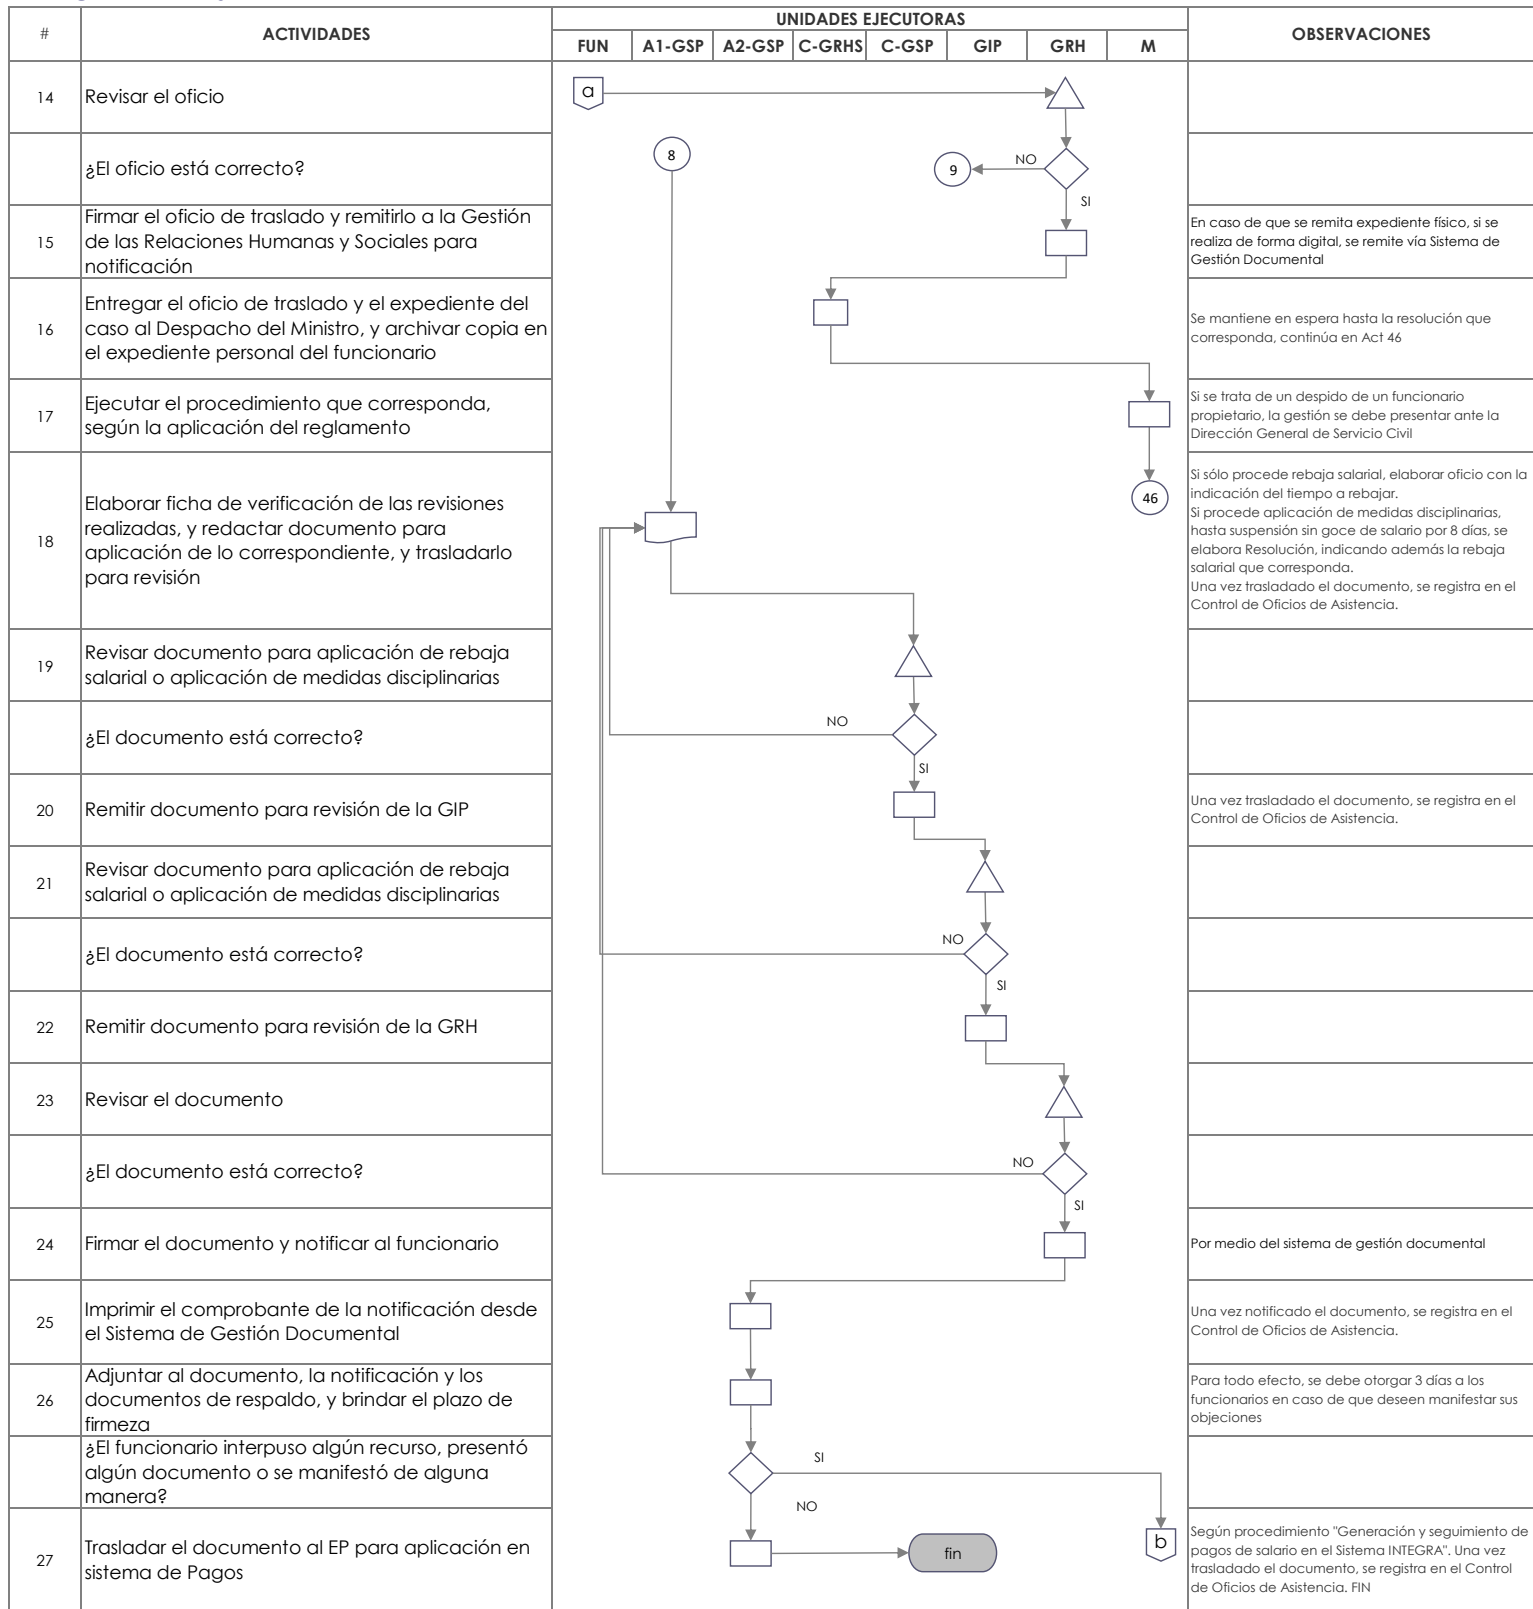 # ACTIVIDADES UNIDADES EJECUTORAS OBSERVACIONES
FUN A1-GSP A2-GSP C-GRHS C-GSP GIP GRH M
14 Revisar el oficio
a
¿El oficio está correcto?
8
9
NO
SI
15 Firmar el oficio de traslado y remitirlo a la Gestión
de las Relaciones Humanas y Sociales para
notificación
En caso de que se remita expediente físico, si se
realiza de forma digital, se remite vía Sistema de
Gestión Documental
16 Entregar el oficio de traslado y el expediente del
caso al Despacho del Ministro, y archivar copia en
el expediente personal del funcionario
Se mantiene en espera hasta la resolución que
corresponda, continúa en Act 46
17 Ejecutar el procedimiento que corresponda,
según la aplicación del reglamento
Si se trata de un despido de un funcionario
propietario, la gestión se debe presentar ante la
Dirección General de Servicio Civil
46
18 Elaborar ficha de verificación de las revisiones
realizadas, y redactar documento para
aplicación de lo correspondiente, y trasladarlo
para revisión
Si sólo procede rebaja salarial, elaborar oficio con la
indicación del tiempo a rebajar.
Si procede aplicación de medidas disciplinarias,
hasta suspensión sin goce de salario por 8 días, se
elabora Resolución, indicando además la rebaja
salarial que corresponda.
Una vez trasladado el documento, se registra en el
Control de Oficios de Asistencia.
19 Revisar documento para aplicación de rebaja
salarial o aplicación de medidas disciplinarias
¿El documento está correcto?
NO
SI
20 Remitir documento para revisión de la GIP
Una vez trasladado el documento, se registra en el
Control de Oficios de Asistencia.
21 Revisar documento para aplicación de rebaja
salarial o aplicación de medidas disciplinarias
¿El documento está correcto?
NO
SI
22 Remitir documento para revisión de la GRH
23 Revisar el documento
¿El documento está correcto?
NO
SI
24 Firmar el documento y notificar al funcionario
Por medio del sistema de gestión documental
25 Imprimir el comprobante de la notificación desde
el Sistema de Gestión Documental
Una vez notificado el documento, se registra en el
Control de Oficios de Asistencia.
26 Adjuntar al documento, la notificación y los
documentos de respaldo, y brindar el plazo de
firmeza
Para todo efecto, se debe otorgar 3 días a los
funcionarios en caso de que deseen manifestar sus
objeciones
¿El funcionario interpuso algún recurso, presentó
algún documento o se manifestó de alguna
manera?
SI
NO
27 Trasladar el documento al EP para aplicación en
sistema de Pagos
fin
b
Según procedimiento "Generación y seguimiento de
pagos de salario en el Sistema INTEGRA". Una vez
trasladado el documento, se registra en el Control
de Oficios de Asistencia. FIN